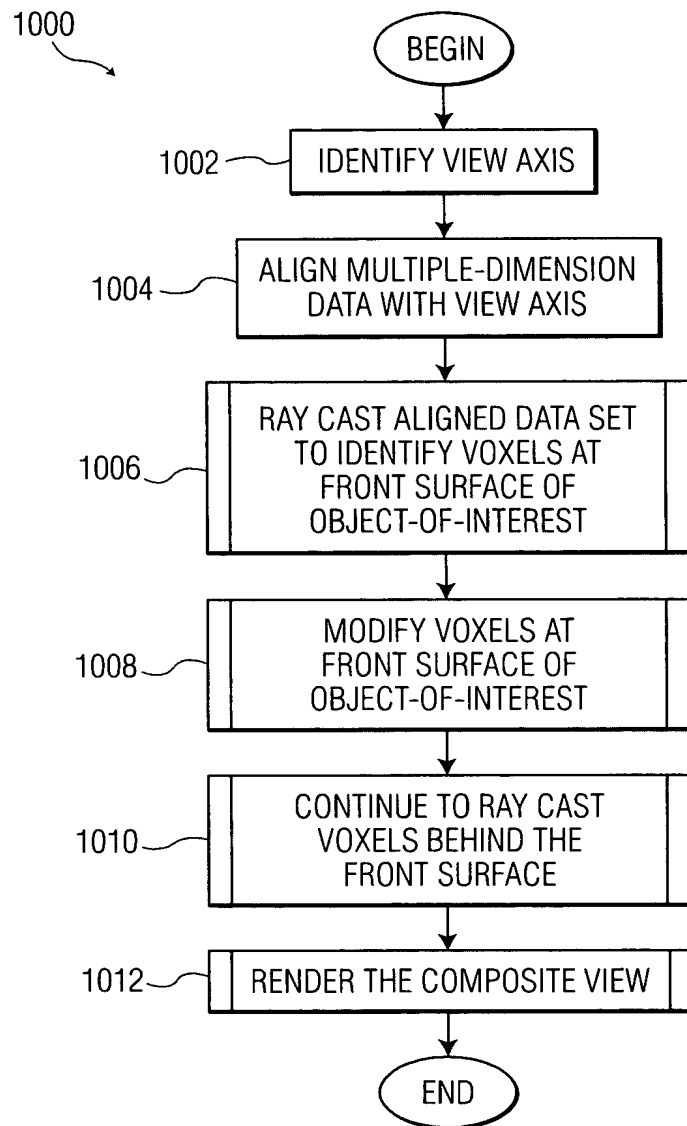 1000
BEGIN
1002
IDENTIFY VIEW AXIS
1004
ALIGN MULTIPLE-DIMENSION
DATA WITH VIEW AXIS
1006
RAY CAST ALIGNED DATA SET
TO IDENTIFY VOXELS AT
FRONT SURFACE OF
OBJECT-OF-INTEREST
1008
MODIFY VOXELS AT
FRONT SURFACE OF
OBJECT-OF-INTEREST
1010
CONTINUE TO RAY CAST
VOXELS BEHIND THE
FRONT SURFACE
1012
RENDER THE COMPOSITE VIEW
END